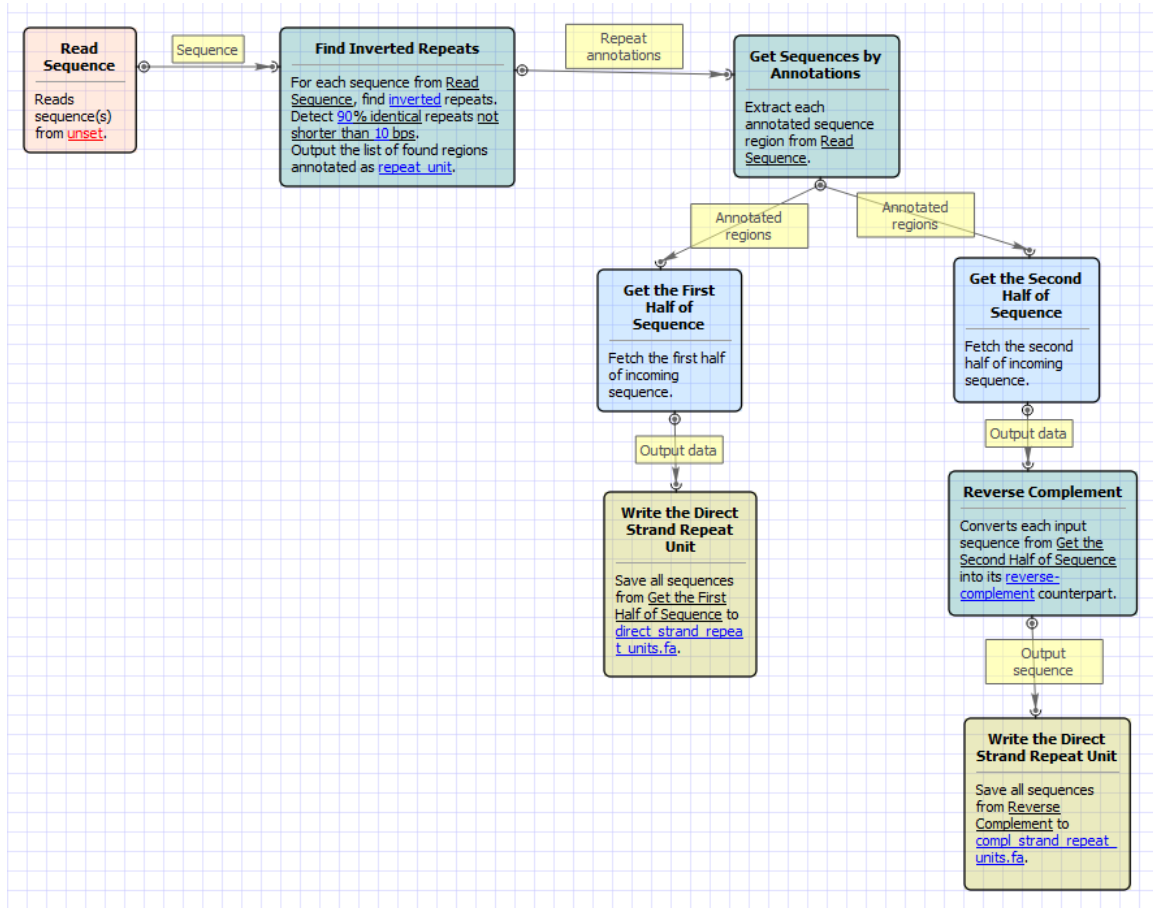 Read
Sequence
Reads
sequence(s)
from unset.
Sequence
Find Inverted Repeats
For each sequence from Read
Sequence, find inverted repeats.
Detect 90% identical repeats not
shorter than 10 bps.
Output the list of found regions
annotated as repeat_unit.
Repeat
annotations
Get Sequences by
Annotations
Extract each
annotated sequence
region from Read
Sequence.
Annotated
regions
Annotated
regions
Get the First
Half of
Sequence
Fetch the first half
of incoming
sequence.
Get the Second
Half of
Sequence
Fetch the second
half of incoming
sequence.
Output data
Output data
Write the Direct
Strand Repeat
Unit
Save all sequences
from Get the First
Half of Sequence to
direct_strand_repea
t_units.fa.
Reverse Complement
Converts each input
sequence from Get the
Second Half of Sequence
into its reverse-
complement counterpart.
Output
sequence
Write the Direct
Strand Repeat Unit
Save all sequences
from Reverse
Complement to
compl_strand_repeat_
units.fa.